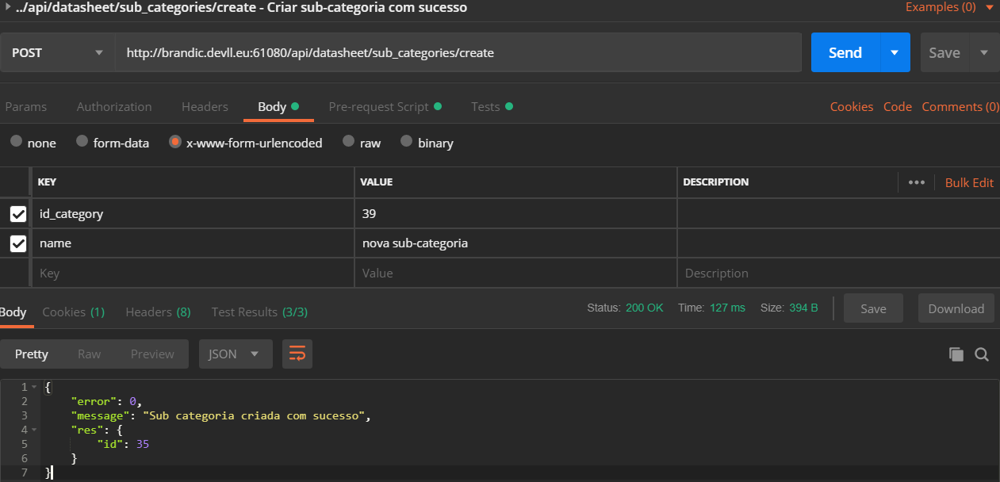 ../api/datasheet/sub_categories/create - Criar sub-categoria com sucesso Examples (0)
POST http://brandic.devll.eu:61080/api/datasheet/sub_categories/create Send Save
Params Authorization Headers Body Pre-request Script Tests Cookies Code Comments (0)
none form-data x-www-form-urlencoded raw binary
KEY VALUE DESCRIPTION ••• Bulk Edit
id_category 39
name nova sub-categoria
Key Value Description
Body Cookies (1) Headers (8) Test Results (3/3) Status: 200 OK Time: 127 ms Size: 394 B Save Download
Pretty Raw Preview JSON
1 {
2 "error": 0,
3 "message": "Sub categoria criada com sucesso",
4 "res": {
5 "id": 35
6 }
7 }